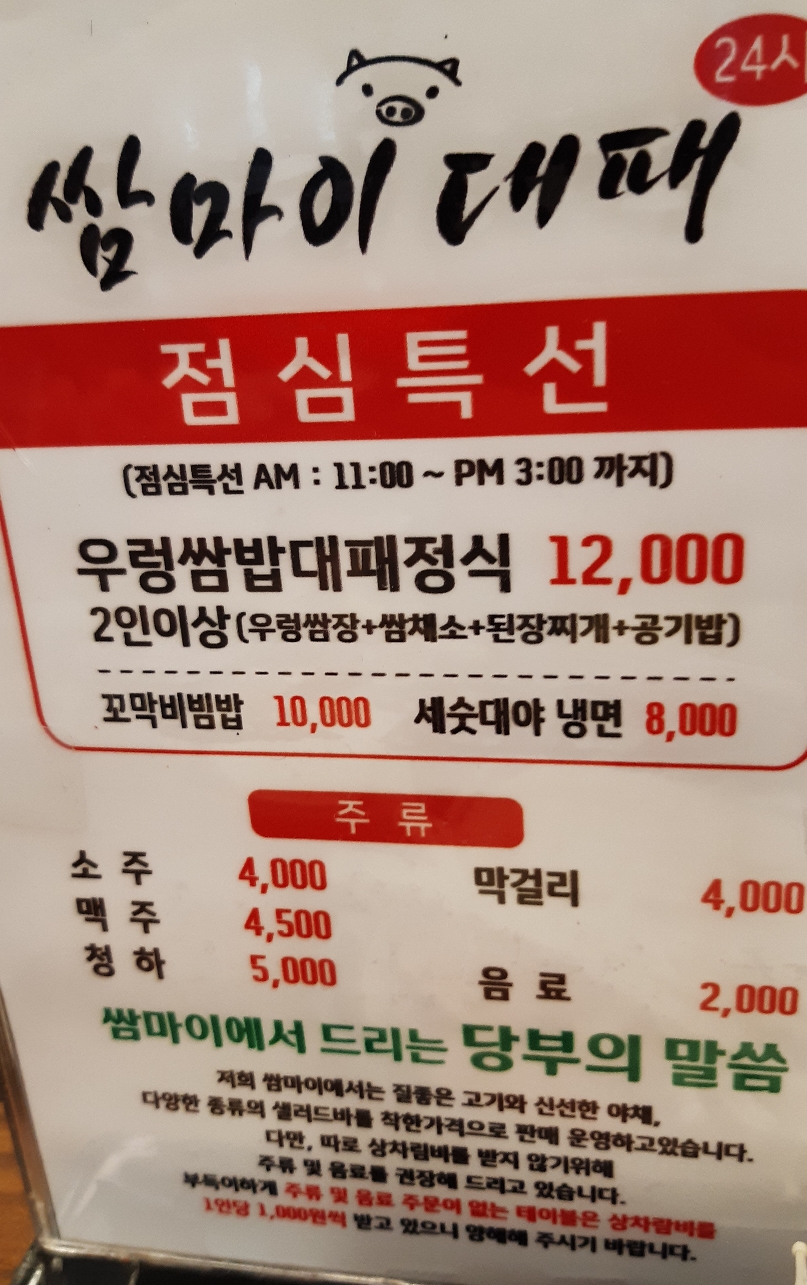 24시
쌈마이 대패
점심특선
(점심특선 AM : 11:00 ~ PM 3:00 까지)
우렁쌈밥대패정식 12,000
2인이상(우렁쌈장+쌈채소+된장찌개+공기밥)
꼬막비빔밥 10,000 세숫대야 냉면 8,000
주 류
소 주 4,000 막걸리 4,000
맥 주 4,500
청 하 5,000 음 료 2,000
쌈마이에서 드리는 당부의 말씀
저희 쌈마이에서는 질좋은 고기와 신선한 야채,
다양한 종류의 샐러드바를 착한가격으로 판매 운영하고있습니다.
다만, 따로 상차림비를 받지 않기위해
주류 및 음료를 권장해 드리고 있습니다.
부득이하게 주류 및 음료 주문이 없는 테이블은 상차람비를
1인당 1,000원씩 받고 있으니 양해해 주시기 바랍니다.